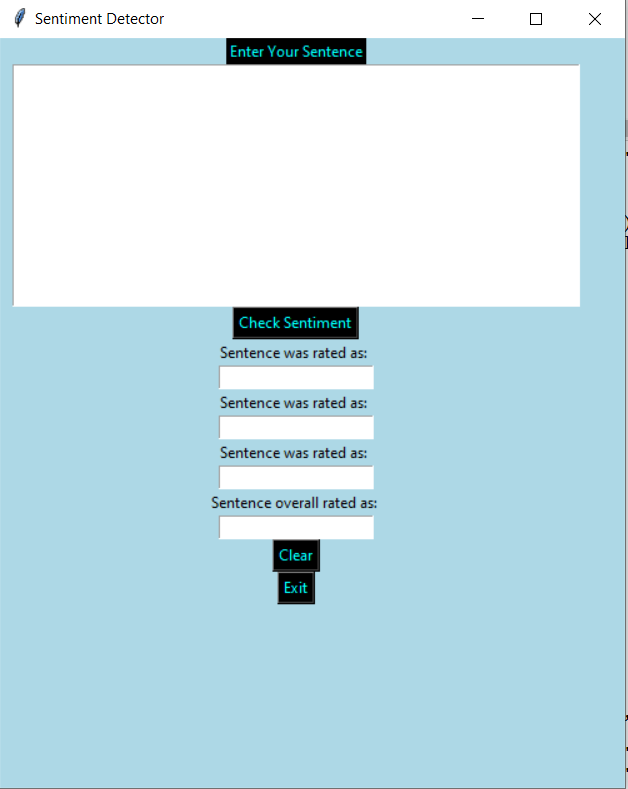 Sentiment Detector
Enter Your Sentence
Check Sentiment
Sentence was rated as:
Sentence was rated as:
Sentence was rated as:
Sentence overall rated as:
Clear
Exit